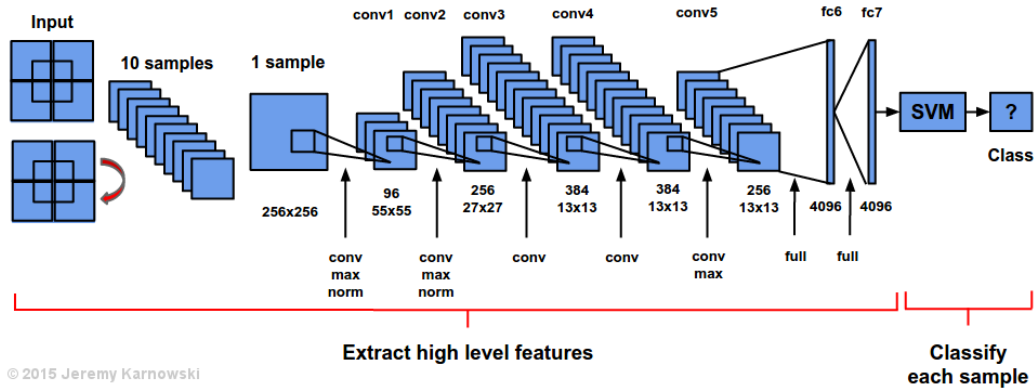 Input
10 samples
1 sample
conv1
conv2
conv3
conv4
conv5
fc6
fc7
256x256
96
55x55
256
27x27
384
13x13
384
13x13
256
13x13
4096
4096
SVM
?
Class
conv
max
norm
conv
max
norm
conv
conv
conv
max
full
full
Extract high level features
Classify
each sample
© 2015 Jeremy Karnowski